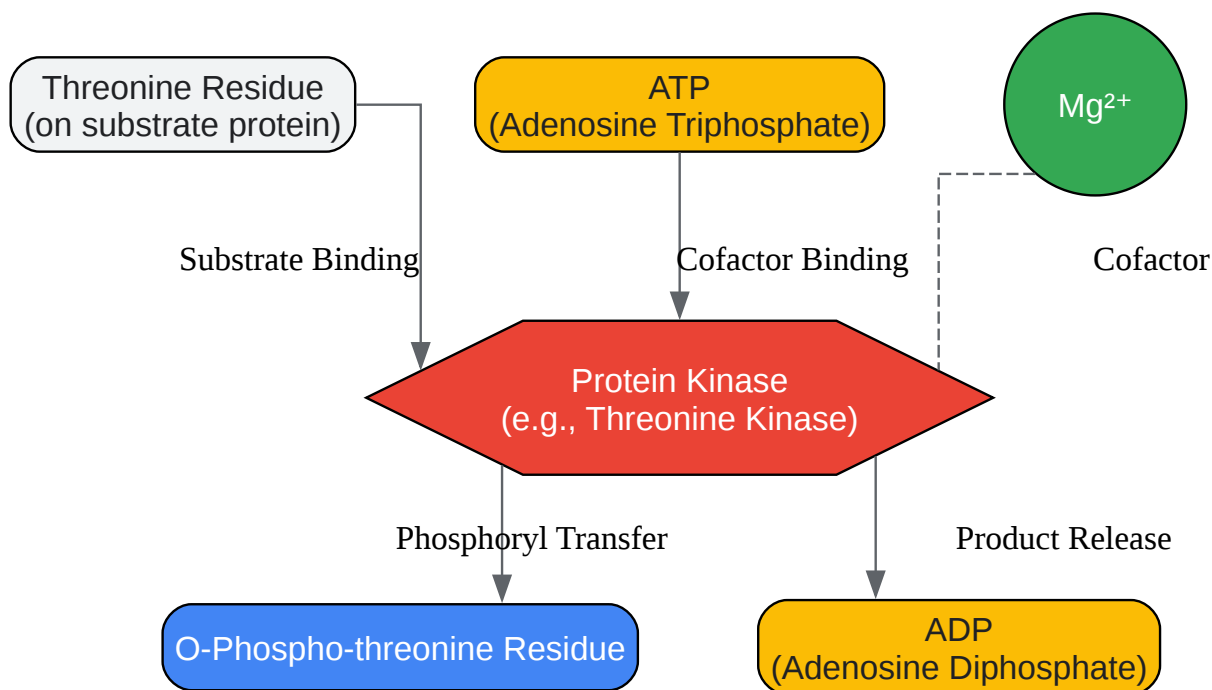 Threonine Residue
(on substrate protein)
ATP
(Adenosine Triphosphate)
Mg²⁺
Substrate Binding
Cofactor Binding
Cofactor
Protein Kinase
(e.g., Threonine Kinase)
Phosphoryl Transfer
Product Release
O-Phospho-threonine Residue
ADP
(Adenosine Diphosphate)